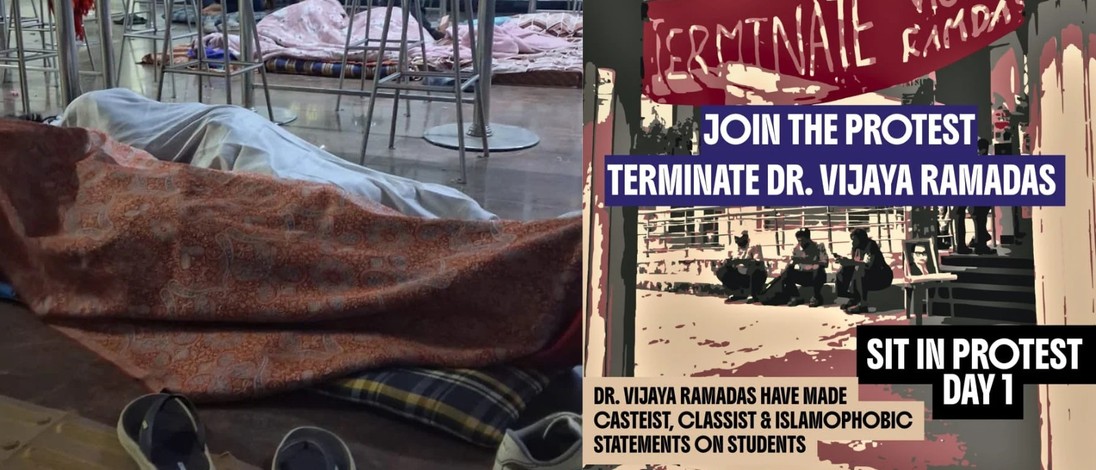 TERMINATE
RAMDAS
JOIN THE PROTEST
TERMINATE DR. VIJAYA RAMADAS
SIT IN PROTEST
DAY 1
DR. VIJAYA RAMADAS HAVE MADE
CASTEIST, CLASSIST & ISLAMOPHOBIC
STATEMENTS ON STUDENTS